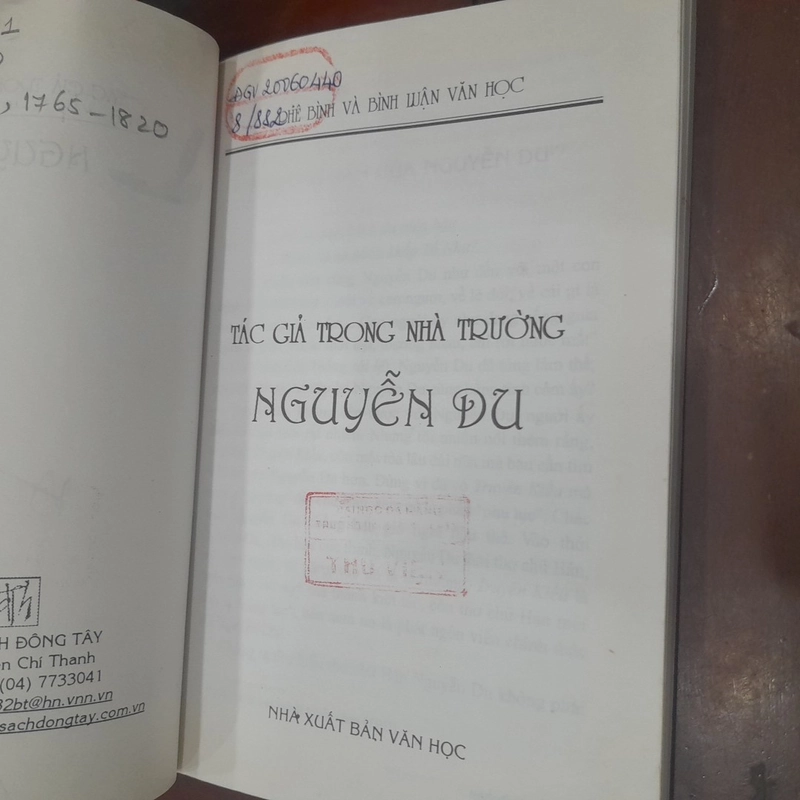 1
, 1765-1820
H ĐÔNG TÂY
n Chí Thanh
(04) 7733041
32bt@hn.vnn.vn
sachdongtay.com.vn
ĐGV 20060440
8/882 HÊ BÌNH VÀ BÌNH LUẬN VĂN HỌC
TÁC GIẢ TRONG NHÀ TRƯỜNG
NGUYỄN DU
THƯ VIỆN
NHÀ XUẤT BẢN VĂN HỌC